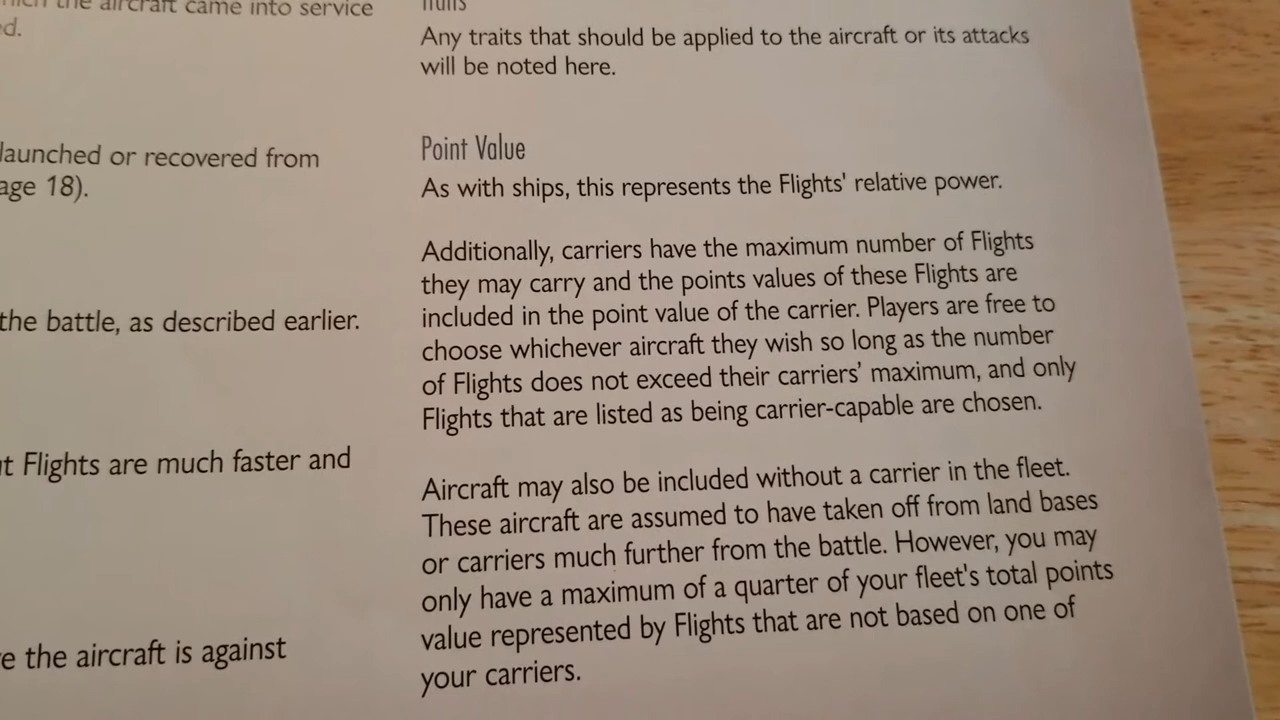 the aircraft came into service
ed.
launched or recovered from
age 18).
the battle, as described earlier.
Flights are much faster and
the aircraft is against
Traits
Any traits that should be applied to the aircraft or its attacks
will be noted here.
Point Value
As with ships, this represents the Flights' relative power.
Additionally, carriers have the maximum number of Flights
they may carry and the points values of these Flights are
included in the point value of the carrier. Players are free to
choose whichever aircraft they wish so long as the number
of Flights does not exceed their carriers’ maximum, and only
Flights that are listed as being carrier-capable are chosen.
Aircraft may also be included without a carrier in the fleet.
These aircraft are assumed to have taken off from land bases
or carriers much further from the battle. However, you may
only have a maximum of a quarter of your fleet's total points
value represented by Flights that are not based on one of
your carriers.